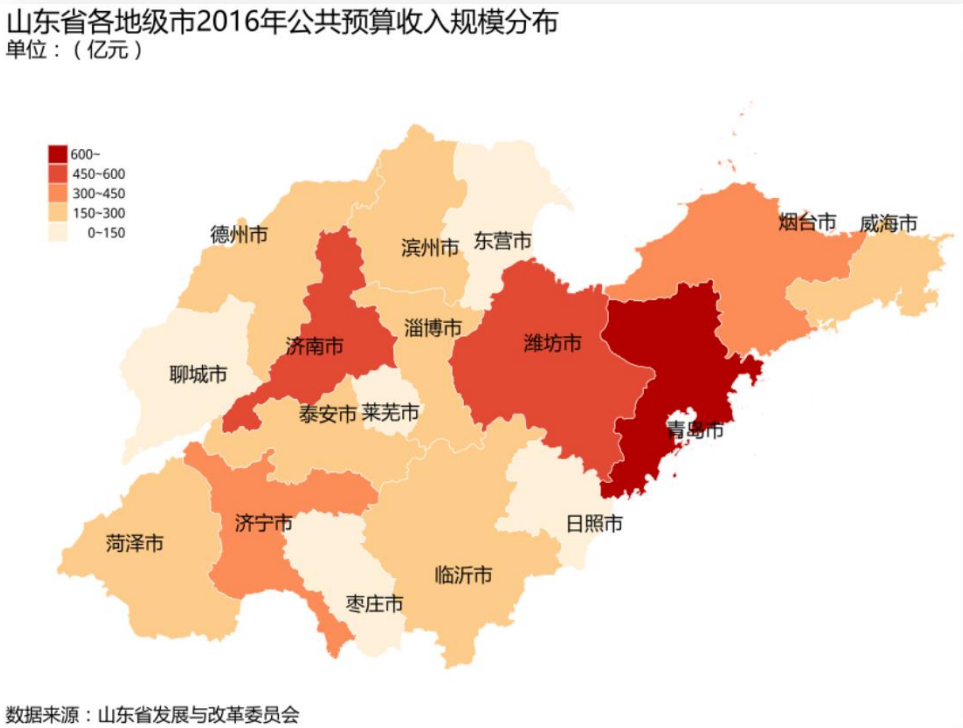 山东省各地级市2016年公共预算收入规模分布
单位：（亿元）
600~
450~600
300~450
150~300
0~150
烟台市
威海市
德州市
滨州市
东营市
淄博市
济南市
潍坊市
聊城市
泰安市
莱芜市
青岛市
济宁市
日照市
菏泽市
临沂市
枣庄市
数据来源：山东省发展与改革委员会